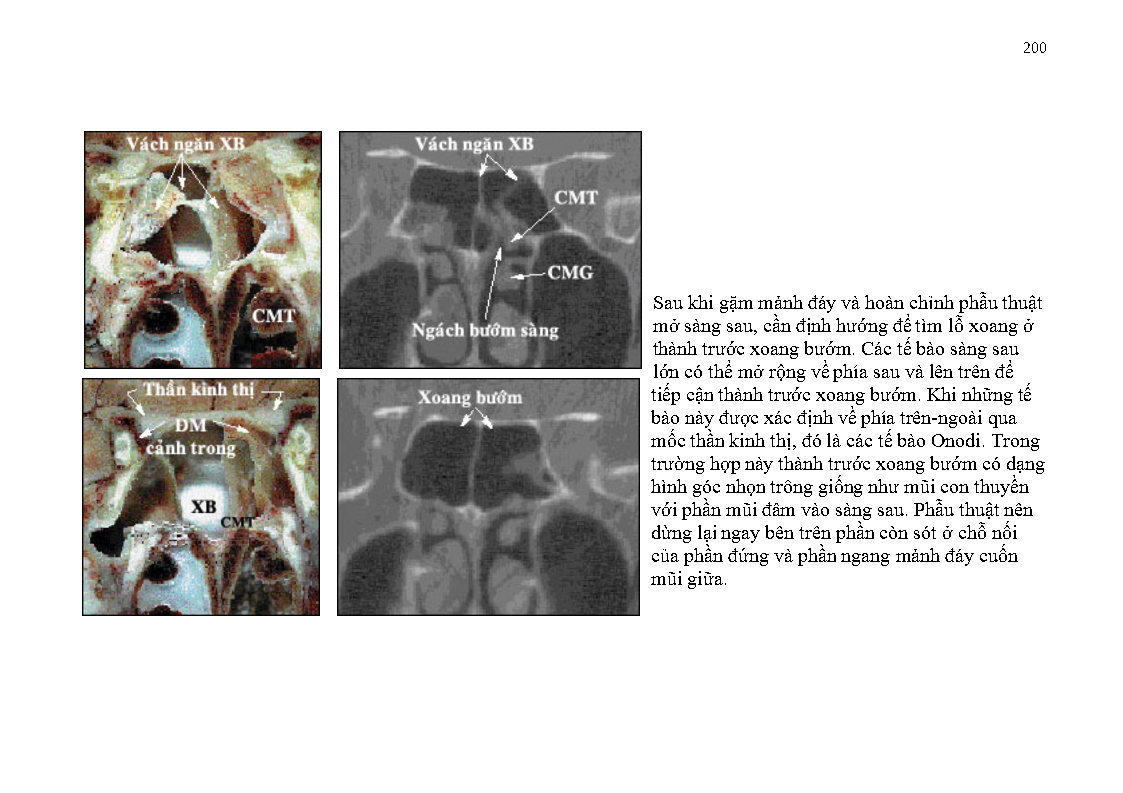 200
Vách ngăn XB
CMT
Vách ngăn XB
CMT
CMG
Ngách bướm sàng
Thần kinh thị
ĐM
cảnh trong
XB
CMT
Xoang bướm
Sau khi gặm mảnh đáy và hoàn chỉnh phẫu thuật
mở sàng sau, cần định hướng để tìm lỗ xoang ở
thành trước xoang bướm. Các tế bào sàng sau
lớn có thể mở rộng về phía sau và lên trên để
tiếp cận thành trước xoang bướm. Khi những tế
bào này được xác định về phía trên-ngoài qua
mốc thần kinh thị, đó là các tế bào Onodi. Trong
trường hợp này thành trước xoang bướm có dạng
hình góc nhọn trông giống như mũi con thuyền
với phần mũi đâm vào sàng sau. Phẫu thuật nên
dừng lại ngay bên trên phần còn sót ở chỗ nối
của phần đứng và phần ngang mảnh đáy cuốn
mũi giữa.